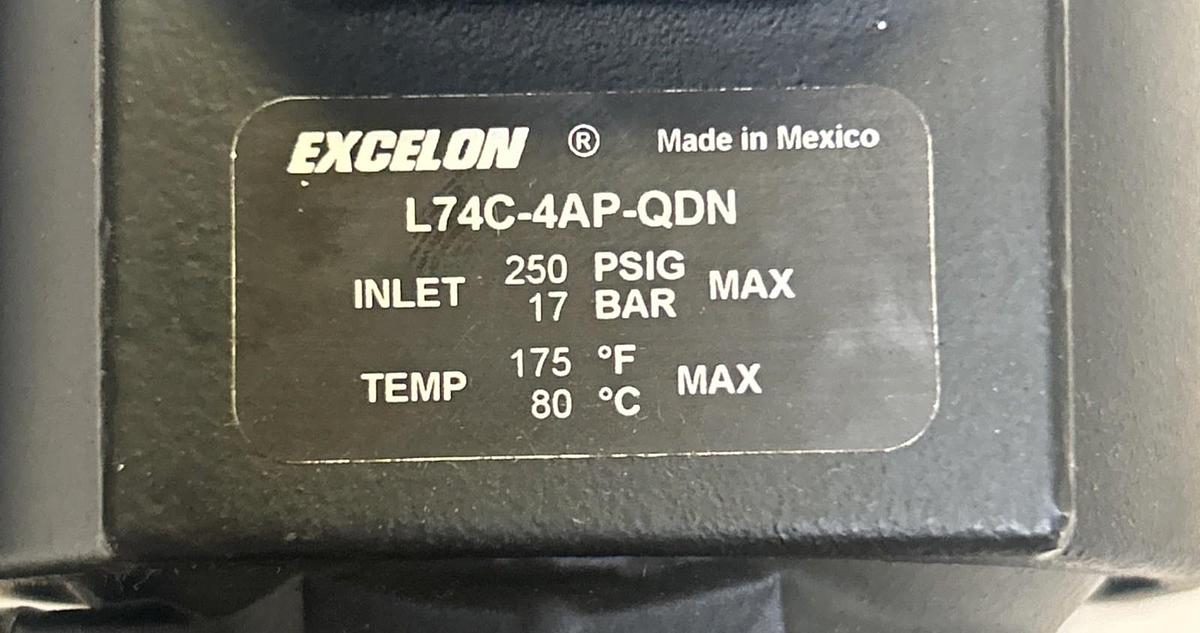 EXCELON ® Made in Mexico
L74C-4AP-QDN
INLET 250 PSIG MAX
17 BAR
TEMP 175 °F MAX
80 °C